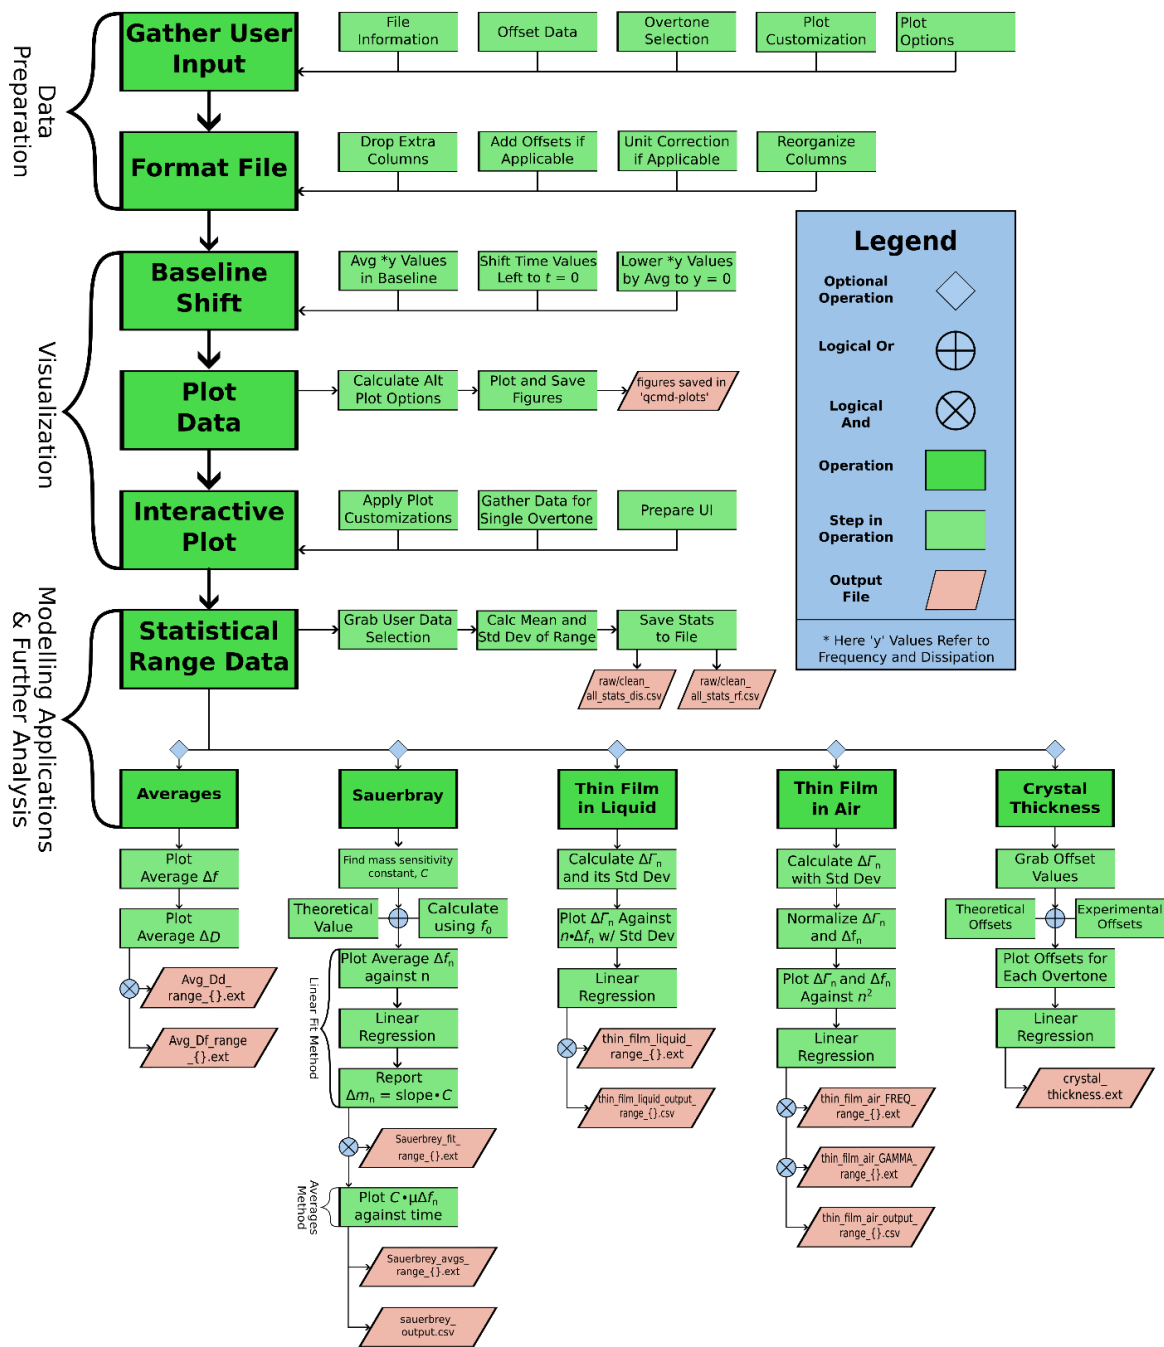 Data
Preparation
Gather User
Input
File
Information
Offset Data
Overtone
Selection
Plot
Customization
Plot
Options
Format File
Drop Extra
Columns
Add Offsets if
Applicable
Unit Correction
if Applicable
Reorganize
Columns
Visualization
Baseline
Shift
Avg *y Values
in Baseline
Shift Time Values
Left to t = 0
Lower *y Values
by Avg to y = 0
Plot
Data
Calculate Alt
Plot Options
Plot and Save
Figures
figures saved in
'qcmd-plots'
Interactive
Plot
Apply Plot
Customizations
Gather Data for
Single Overtone
Prepare UI
Legend
Optional
Operation
Logical Or
Logical
And
Operation
Step in
Operation
Output
File
* Here 'y' Values Refer to
Frequency and Dissipation
Modelling Applications
& Further Analysis
Statistical
Range Data
Grab User Data
Selection
Calc Mean and
Std Dev of Range
Save Stats
to File
raw/clean_
all_stats_dis.csv
raw/clean_
all_stats_rf.csv
Averages
Plot
Average Δf
Plot
Average ΔD
Avg_Dd_
range_{}.ext
Avg_Df_range
_{}.ext
Sauerbray
Find mass sensitivity
constant, C
Theoretical
Value
Calculate
using f₀
Linear Fit Method
Plot Average Δfₙ
against n
Linear
Regression
Report
Δmₙ = slope•C
Sauerbrey_fit_
range_{}.ext
Averages
Method
Plot C•μΔfₙ
against time
Sauerbrey_avgs_
range_{}.ext
sauerbrey_
output.csv
Thin Film
in Liquid
Calculate ΔΓₙ
and its Std Dev
Plot ΔΓₙ Against
n•Δfₙ w/ Std Dev
Linear
Regression
thin_film_liquid_
range_{}.ext
thin_film_liquid_output_
range_{}.csv
Thin Film
in Air
Calculate ΔΓₙ
with Std Dev
Normalize ΔΓₙ
and Δfₙ
Plot ΔΓₙ and Δfₙ
Against n²
Linear
Regression
thin_film_air_FREQ_
range_{}.ext
thin_film_air_GAMMA_
range_{}.ext
thin_film_air_output_
range_{}.csv
Crystal
Thickness
Grab Offset
Values
Theoretical
Offsets
Experimental
Offsets
Plot Offsets for
Each Overtone
Linear
Regression
crystal_
thickness.ext